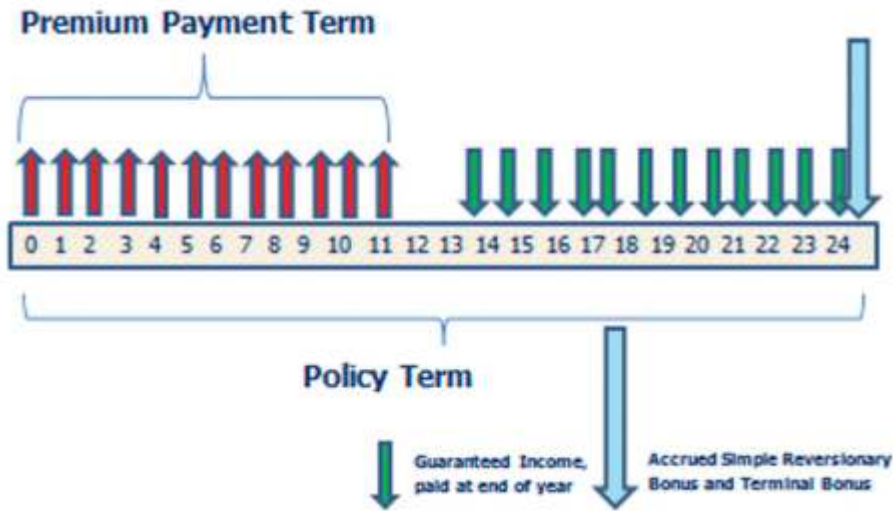 Premium Payment Term
0 1 2 3 4 5 6 7 8 9 10 11 12 13 14 15 16 17 18 19 20 21 22 23 24
Policy Term
Guaranteed Income,
paid at end of year
Accrued Simple Reversionary
Bonus and Terminal Bonus